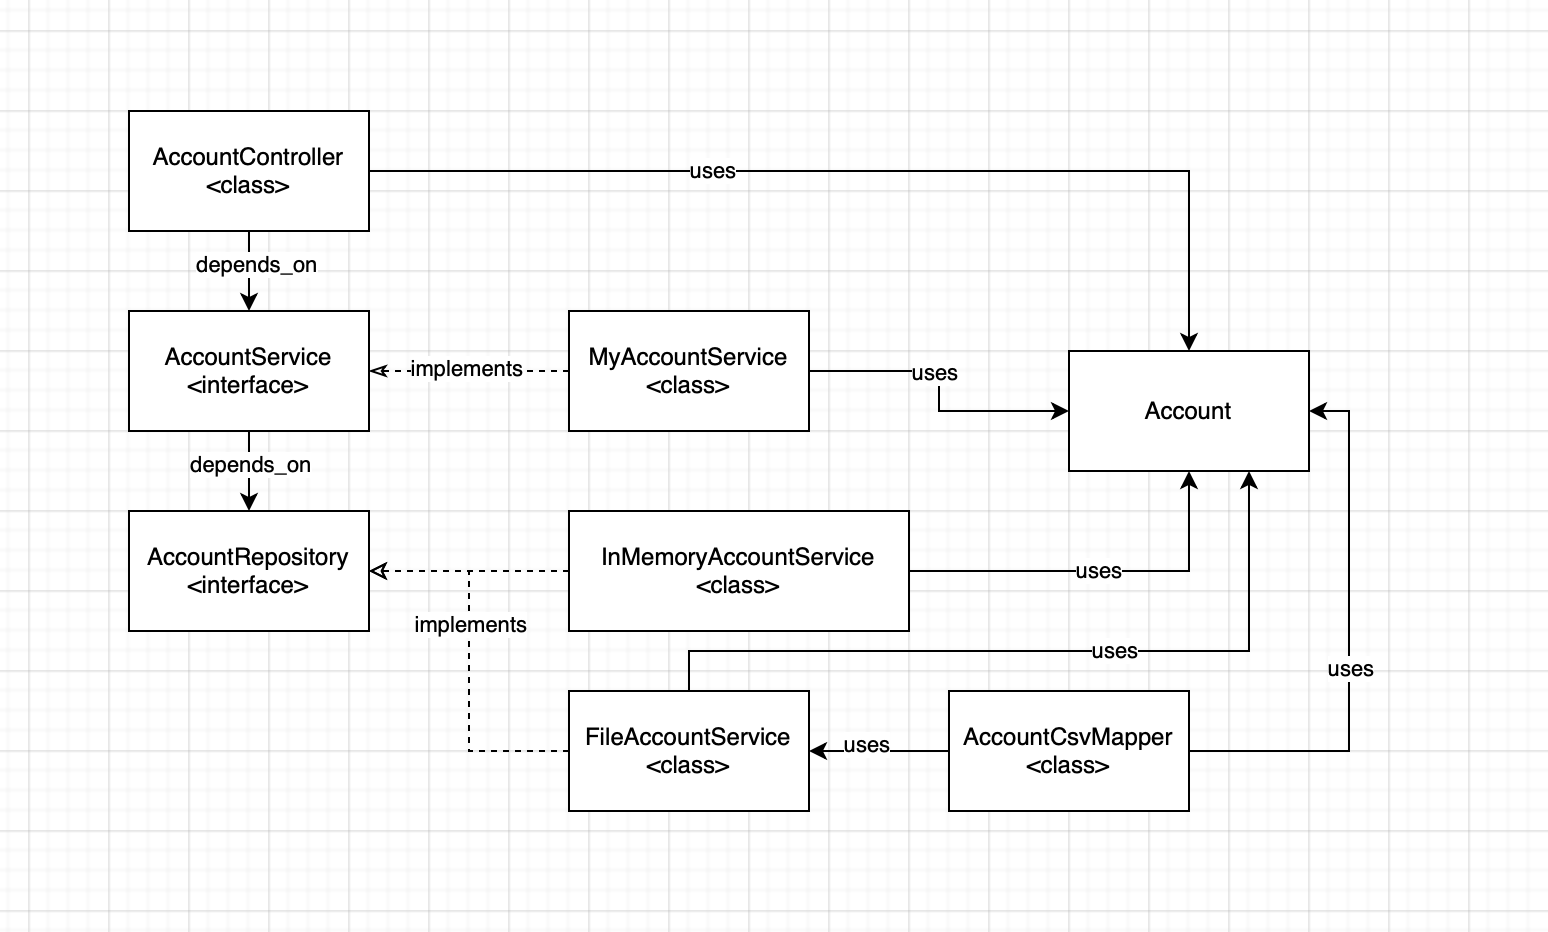 AccountController
<class>
uses
depends_on
AccountService
<interface>
implements
MyAccountService
<class>
uses
Account
depends_on
AccountRepository
<interface>
implements
InMemoryAccountService
<class>
uses
uses
uses
FileAccountService
<class>
uses
AccountCsvMapper
<class>